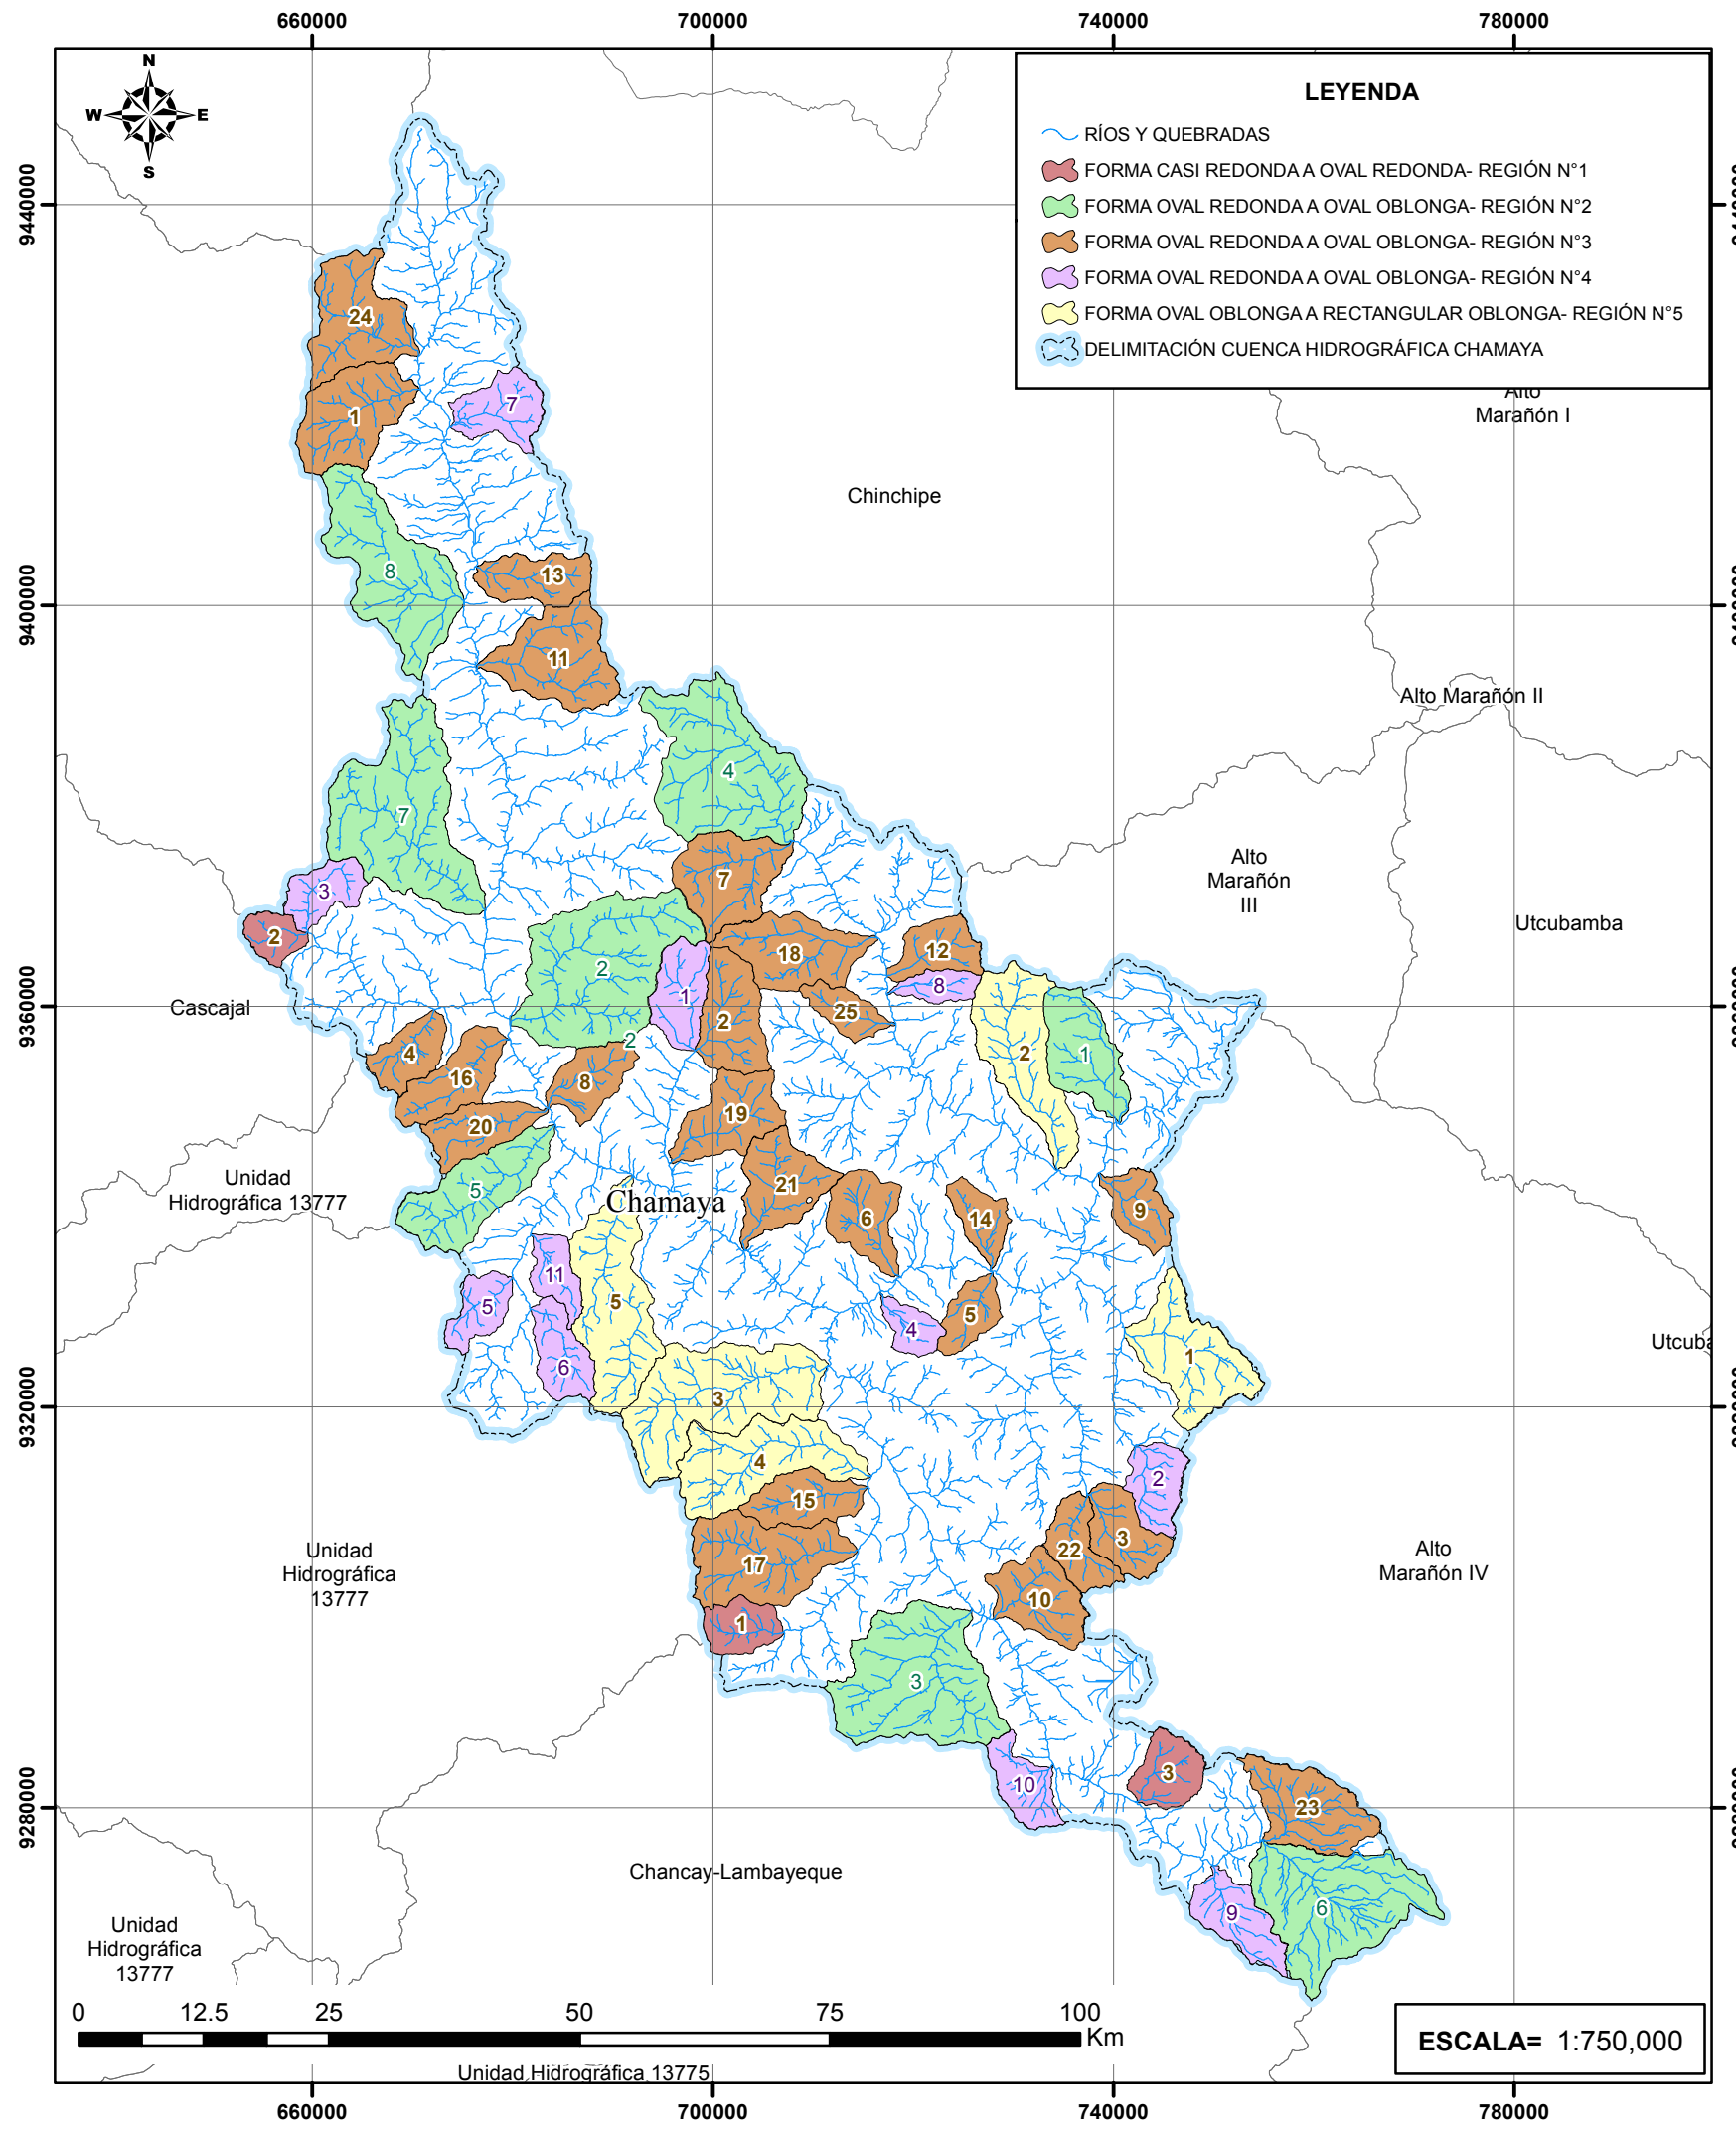 660000
700000
740000
780000
N
W
E
S
LEYENDA
RÍOS Y QUEBRADAS
FORMA CASI REDONDA A OVAL REDONDA- REGIÓN N°1
FORMA OVAL REDONDA A OVAL OBLONGA- REGIÓN N°2
FORMA OVAL REDONDA A OVAL OBLONGA- REGIÓN N°3
FORMA OVAL REDONDA A OVAL OBLONGA- REGIÓN N°4
FORMA OVAL OBLONGA A RECTANGULAR OBLONGA- REGIÓN N°5
DELIMITACIÓN CUENCA HIDROGRÁFICA CHAMAYA
9440000
24
1
7
Alto
Marañón I
Chinchipe
8
13
9400000
11
Alto Marañón II
4
7
7
Alto
Marañón
III
3
2
Utcubamba
18
12
2
8
1
Cascajal
9360000
25
2
2
4
2
1
16
8
19
20
Unidad
Hidrográfica 13777
5
21
Chamaya
6
14
9
11
5
5
5
4
Utcuba
1
6
3
9320000
4
2
15
3
22
Unidad
Hidrográfica
13777
17
Alto
Marañón IV
10
1
3
3
10
23
9280000
Chancay-Lambayeque
6
9
Unidad
Hidrográfica
13777
0
12.5
25
50
75
100
Km
ESCALA= 1:750,000
Unidad Hidrográfica 13775
660000
700000
740000
780000